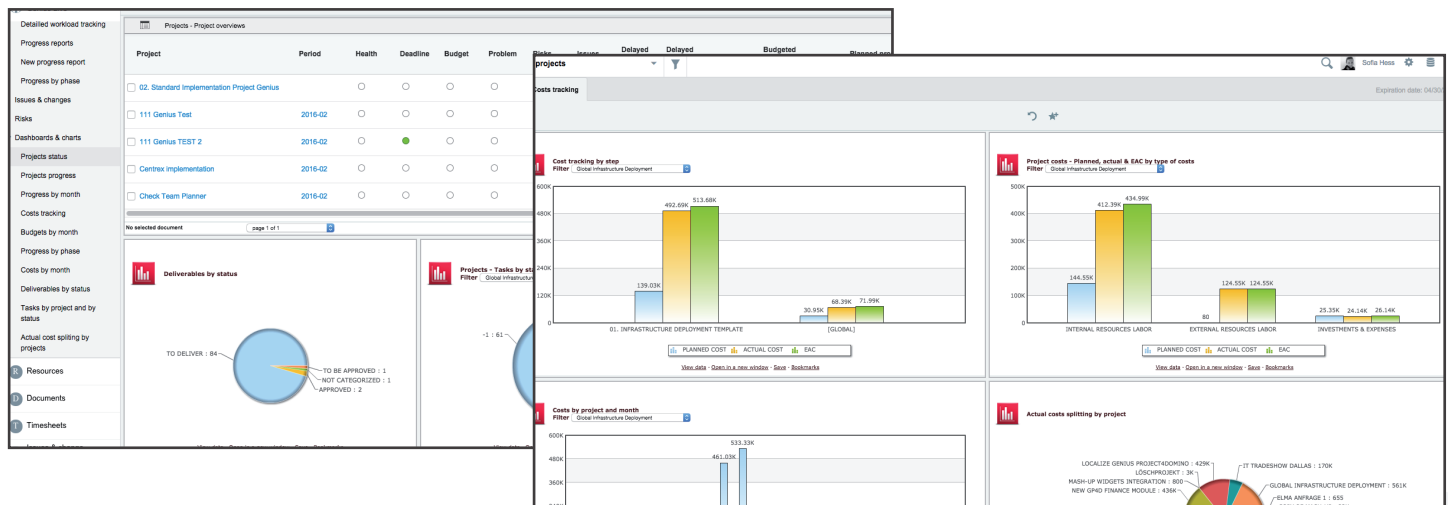 Detailled workload tracking
Progress reports
New progress report
Progress by phase
Issues & changes
Risks
Dashboards & charts
Projects status
Projects progress
Progress by month
Costs tracking
Budgets by month
Progress by phase
Costs by month
Deliverables by status
Tasks by project and by
status
Actual cost spliting by
projects
R Resources
D Documents
T Timesheets
Projects - Project overviews
Project Period Health Deadline Budget Problem Delayed Delayed Budgeted
02. Standard Implementation Project Genius
111 Genius Test 2016-02
111 Genius TEST 2 2016-02
Centrex implementation 2016-02
Check Team Planner 2016-02
No selected document page 1 of 1
Deliverables by status
TO DELIVER : 84
TO BE APPROVED : 1
NOT CATEGORIZED : 1
APPROVED : 2
Projects - Tasks by sta
Filter Global Infrastructure
-1 : 61
projects
Sofia Hess
Costs tracking
Expiration date: 04/30/
Cost tracking by step
Filter Global Infrastructure Deployment
600K
480K
360K
240K
120K
0
139.03K 492.69K 513.68K
30.95K 68.39K 71.99K
01. INFRASTRUCTURE DEPLOYMENT TEMPLATE [GLOBAL]
PLANNED COST ACTUAL COST EAC
View data - Open in a new window - Save - Bookmarks
Project costs - Planned, actual & EAC by type of costs
Filter Global Infrastructure Deployment
500K
400K
300K
200K
100K
0
144.55K 412.39K 434.99K
80 124.55K 124.55K
25.35K 24.14K 26.14K
INTERNAL RESOURCES LABOR EXTERNAL RESOURCES LABOR INVESTMENTS & EXPENSES
PLANNED COST ACTUAL COST EAC
View data - Open in a new window - Save - Bookmarks
Costs by project and month
Filter Global Infrastructure Deployment
600K
480K
360K
461.03K 533.33K
Actual costs splitting by project
LOCALIZE GENIUS PROJECT4DOMINO : 429K
LÖSCHPROJEKT : 3K
MASH-UP WIDGETS INTEGRATION : 800
NEW GP4D FINANCE MODULE : 436K
IT TRADESHOW DALLAS : 170K
GLOBAL INFRASTRUCTURE DEPLOYMENT : 561K
ELMA ANFRAGE 1 : 655